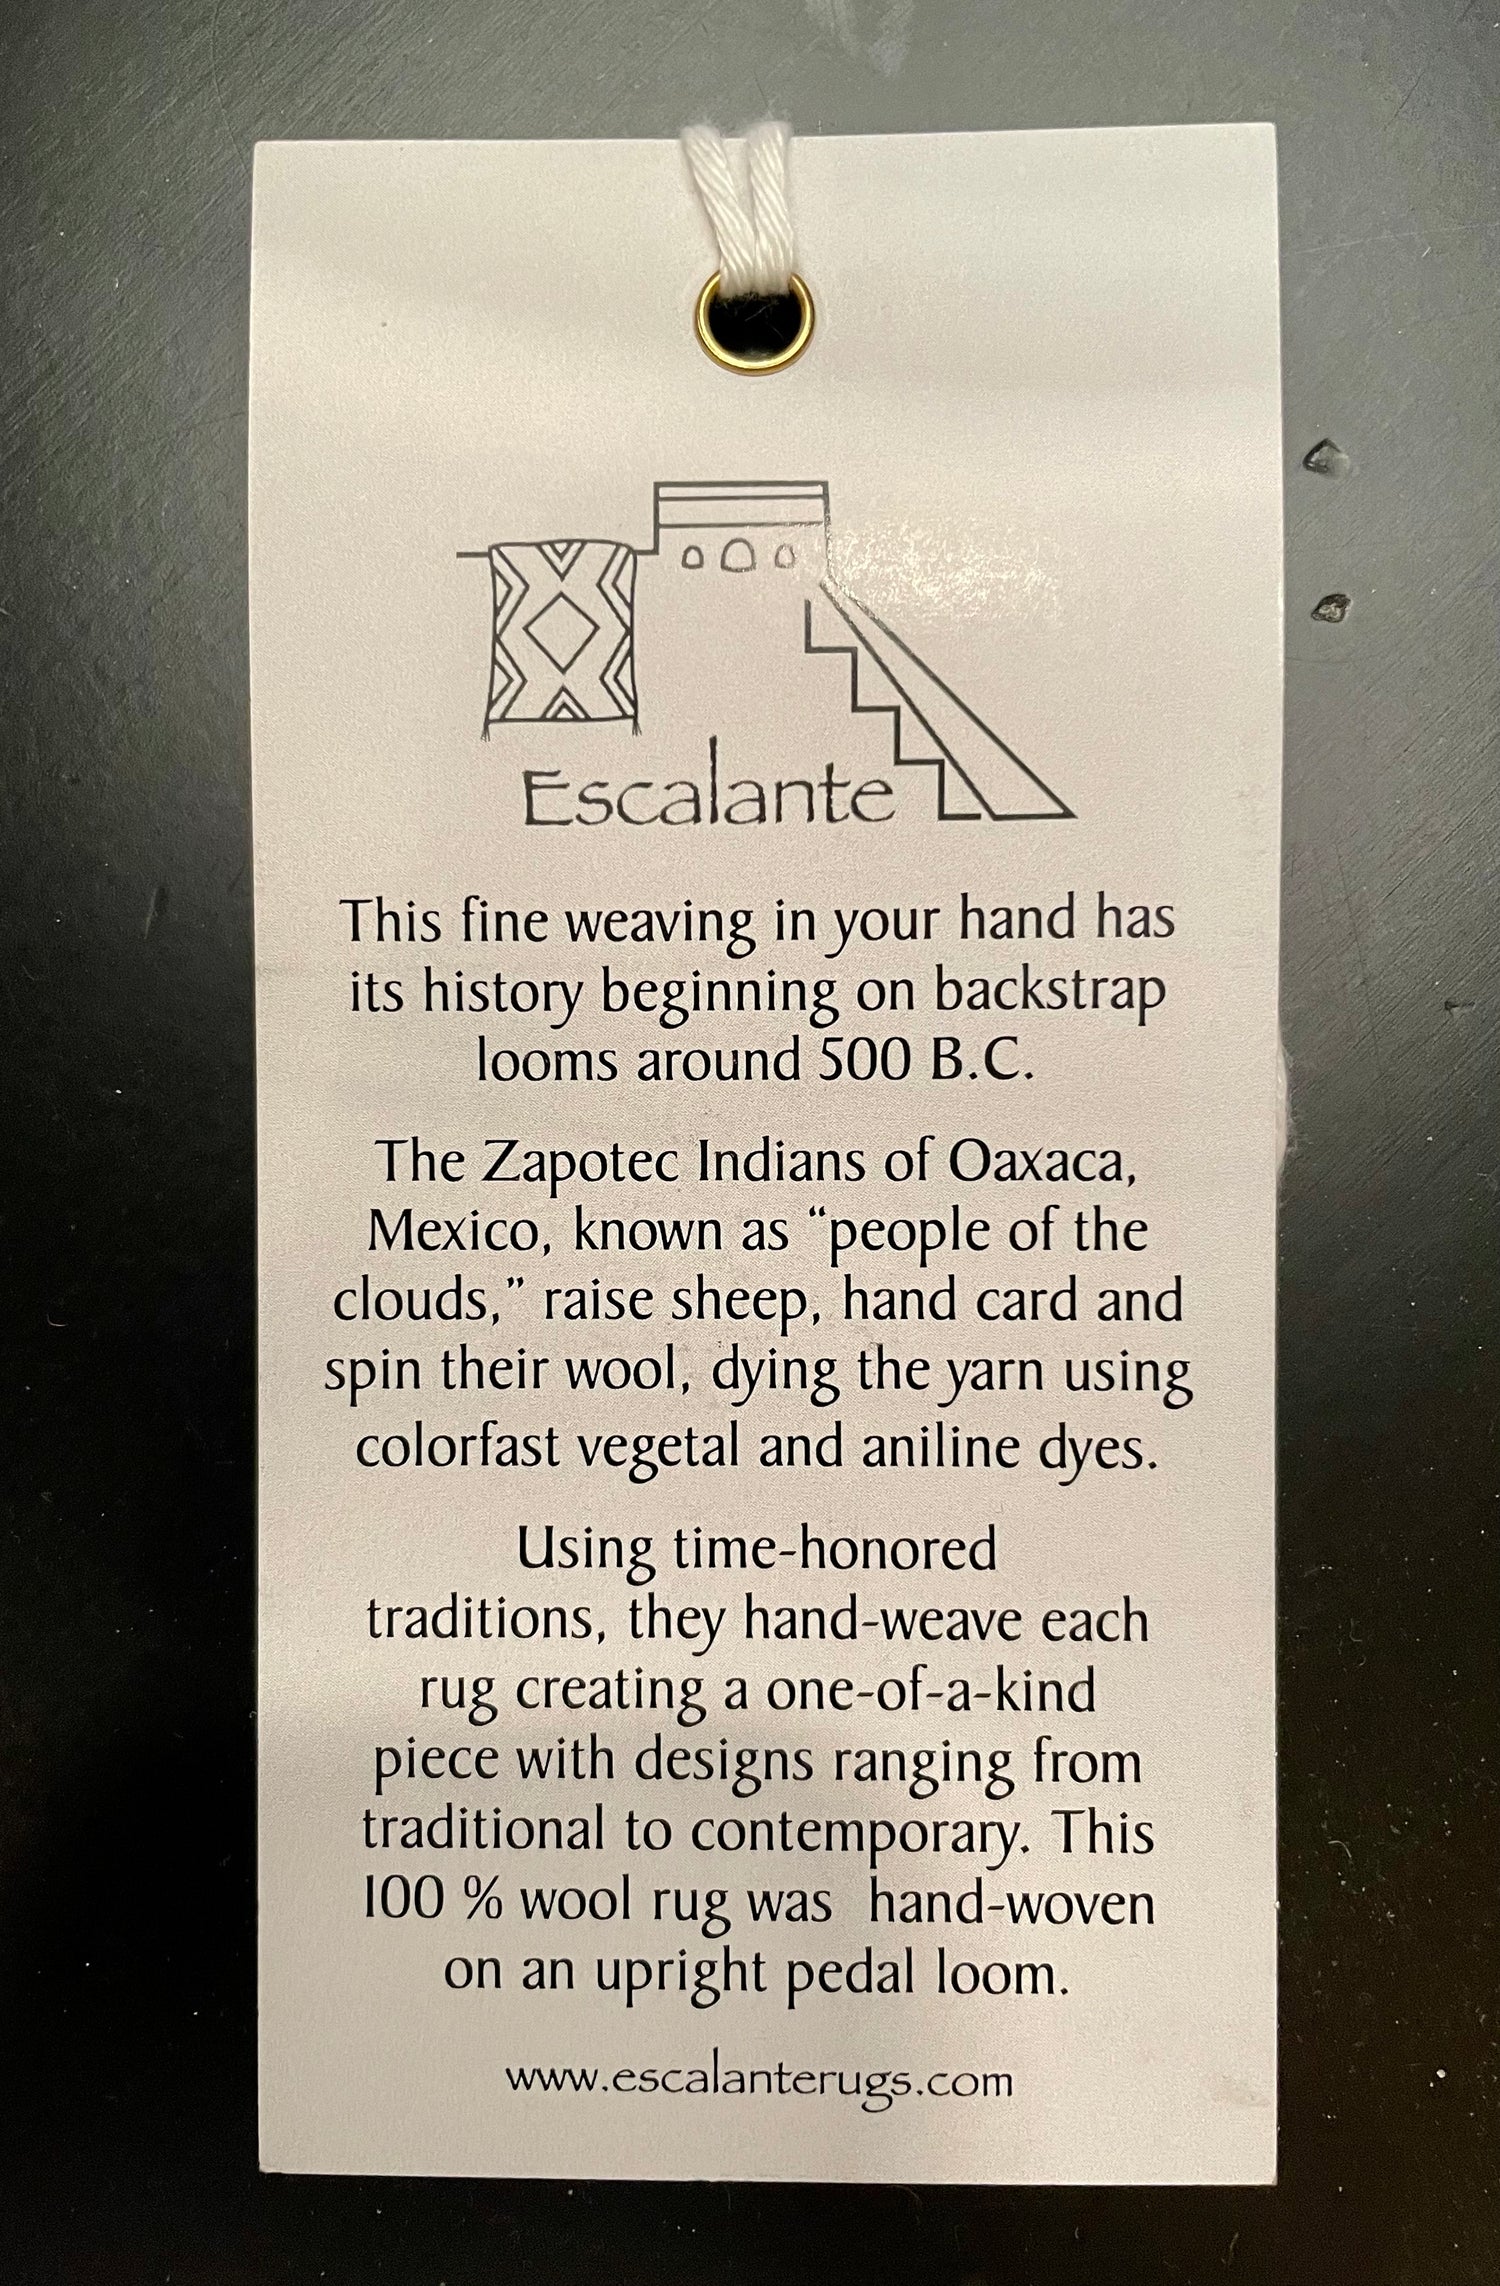 Escalante
This fine weaving in your hand has
its history beginning on backstrap
looms around 500 B.C.
The Zapotec Indians of Oaxaca,
Mexico, known as “people of the
clouds,” raise sheep, hand card and
spin their wool, dying the yarn using
colorfast vegetal and aniline dyes.
Using time-honored
traditions, they hand-weave each
rug creating a one-of-a-kind
piece with designs ranging from
traditional to contemporary. This
100 % wool rug was  hand-woven
on an upright pedal loom.
www.escalanterugs.com